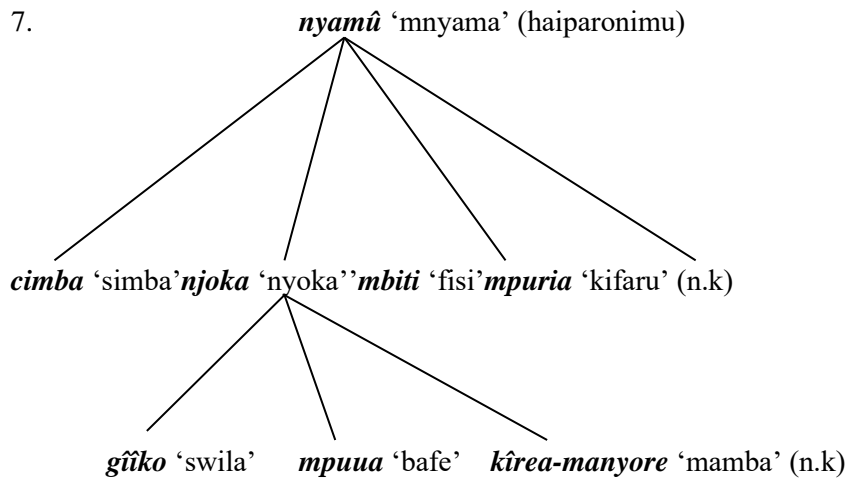 7. nyamû ‘mnyama’ (haiparonimu)
cimba ‘simba’njoka ‘nyoka’’mbiti ‘fisi’mpuria ‘kifaru’ (n.k)
gîîko ‘swila’ mpuua ‘bafe’ kîrea-manyore ‘mamba’ (n.k)